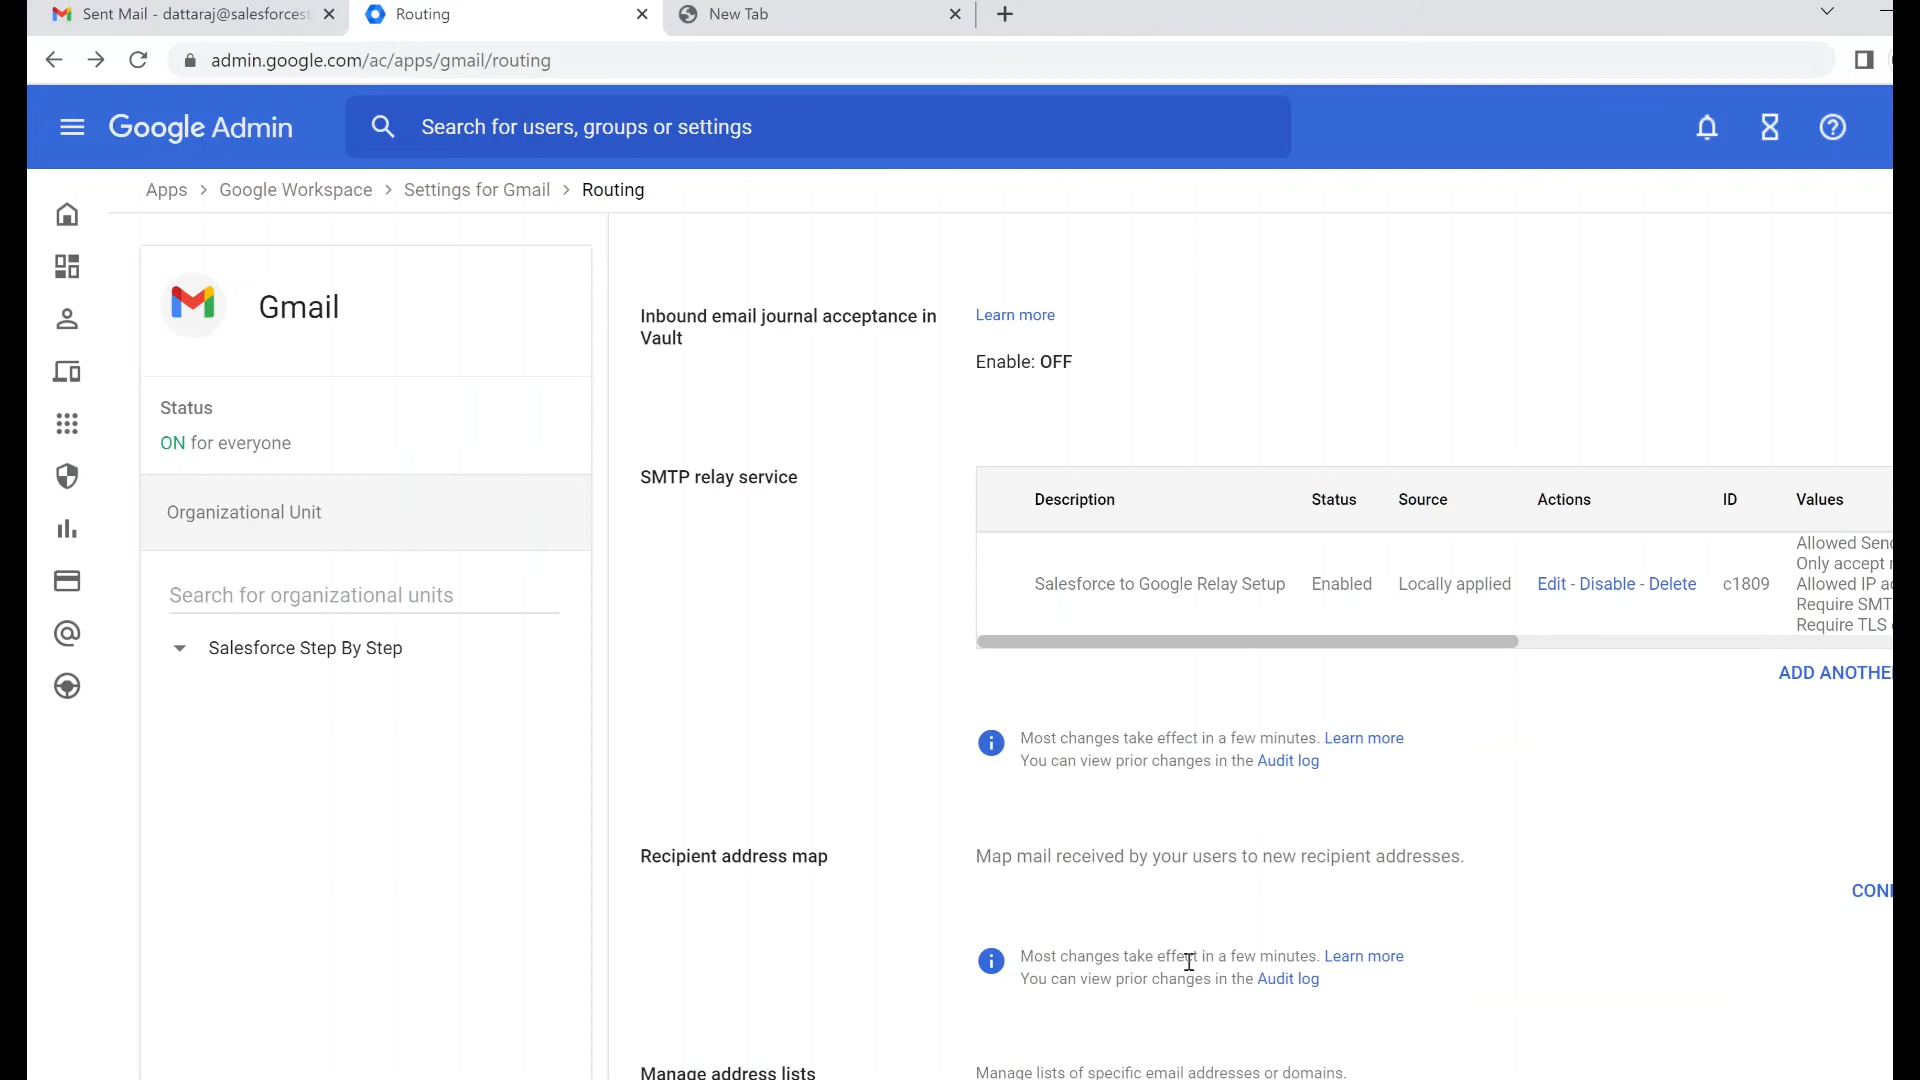 Sent Mail - dattaraj@salesforcest
Routing
New Tab
admin.google.com/ac/apps/gmail/routing
Google Admin
Search for users, groups or settings
Apps > Google Workspace > Settings for Gmail > Routing
Gmail
Status
ON for everyone
Organizational Unit
Search for organizational units
Salesforce Step By Step
Inbound email journal acceptance in
Vault
Learn more
Enable: OFF
SMTP relay service
Description Status Source Actions ID Values
Salesforce to Google Relay Setup Enabled Locally applied Edit - Disable - Delete c1809
Allowed Sen
Only accept
Allowed IP a
Require SMT
Require TLS
ADD ANOTHE
Most changes take effect in a few minutes. Learn more
You can view prior changes in the Audit log
Recipient address map
Map mail received by your users to new recipient addresses.
CON
Most changes take effect in a few minutes. Learn more
You can view prior changes in the Audit log
Manage address lists
Manage lists of specific email addresses or domains.